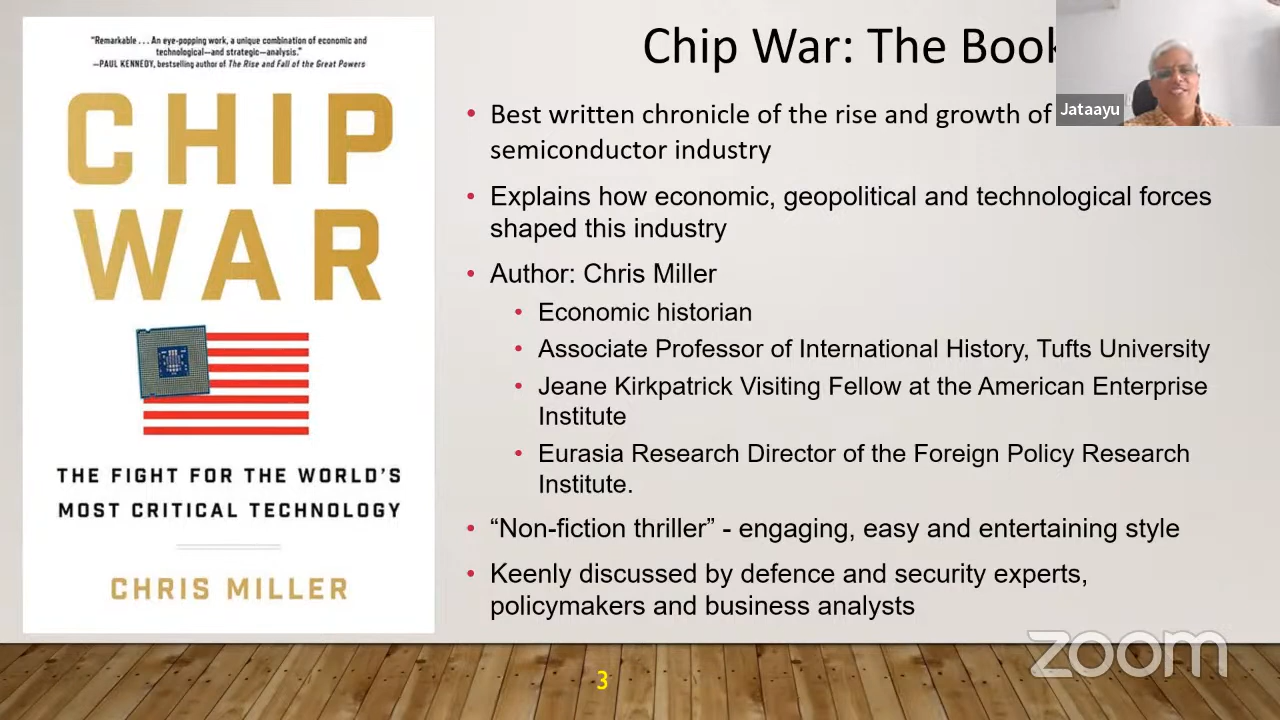 "Remarkable . . . An eye-popping work, a unique combination of economic and
technological—and strategic—analysis."
—PAUL KENNEDY, bestselling author of The Rise and Fall of the Great Powers
CHIP
WAR
THE FIGHT FOR THE WORLD'S
MOST CRITICAL TECHNOLOGY
CHRIS MILLER
Chip War: The Book
Jataayu
• Best written chronicle of the rise and growth of
semiconductor industry
• Explains how economic, geopolitical and technological forces
shaped this industry
• Author: Chris Miller
• Economic historian
• Associate Professor of International History, Tufts University
• Jeane Kirkpatrick Visiting Fellow at the American Enterprise
Institute
• Eurasia Research Director of the Foreign Policy Research
Institute.
• “Non-fiction thriller” - engaging, easy and entertaining style
• Keenly discussed by defence and security experts,
policymakers and business analysts
zoom
3